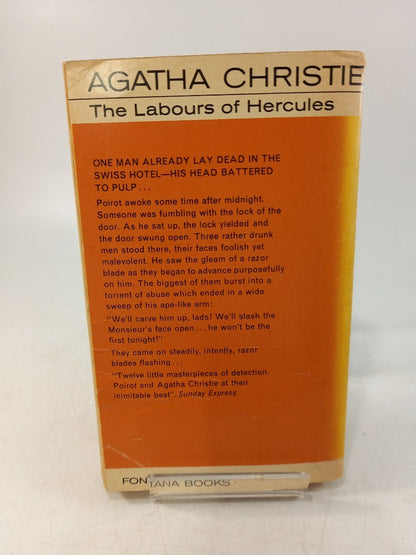 AGATHA CHRISTIE
The Labours of Hercules
ONE MAN ALREADY LAY DEAD IN THE
SWISS HOTEL—HIS HEAD BATTERED
TO PULP...
Poirot awoke some time after midnight.
Someone was fumbling with the lock of the
door. As he sat up, the lock yielded and
the door swung open. Three rather drunk
men stood there, their faces foolish yet
malevolent. He saw the gleam of a razor
blade as they began to advance purposefully
on him. The biggest of them burst into a
torrent of abuse which ended in a wide
sweep of his ape-like arm:
"We'll carve him up, lads! We'll slash the
Monsieur's face open...he won't be the
first tonight!"
They came on steadily, intently, razor
blades flashing...
"Twelve little masterpieces of detection.
Poirot and Agatha Christie at their
inimitable best". Sunday Express
FONTANA BOOKS